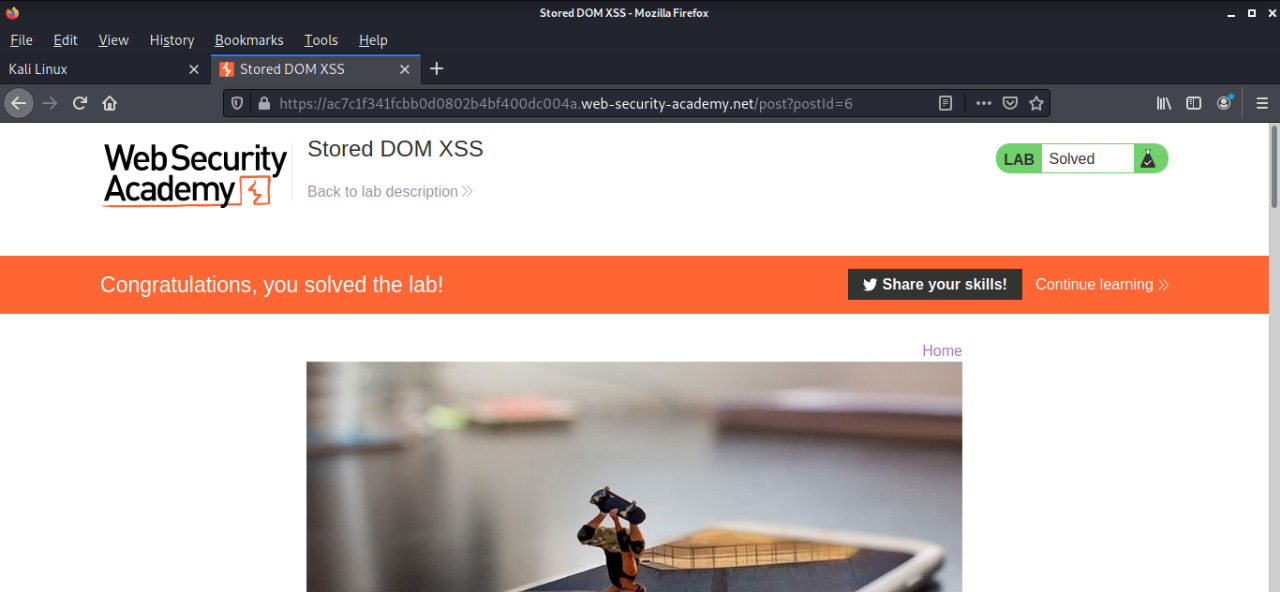 Stored DOM XSS - Mozilla Firefox
File Edit View History Bookmarks Tools Help
Kali Linux Stored DOM XSS
https://ac7c1f341fcbb0d0802b4bf400dc004a.web-security-academy.net/post?postId=6
Web Security
Academy
Stored DOM XSS
Back to lab description
LAB Solved
Congratulations, you solved the lab!
Share your skills!
Continue learning
Home